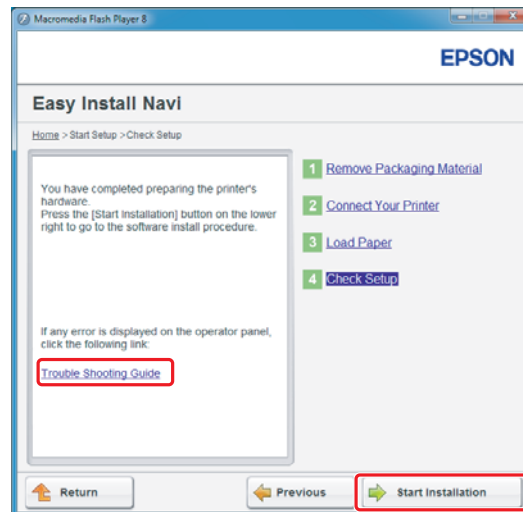 Macromedia Flash Player 8
EPSON
Easy Install Navi
Home > Start Setup >Check Setup
You have completed preparing the printer's
hardware.
Press the [Start Installation] button on the lower
right to go to the software install procedure.
If any error is displayed on the operator panel,
click the following link:
Trouble Shooting Guide
1 Remove Packaging Material
2 Connect Your Printer
3 Load Paper
4 Check Setup
Return
Previous
Start Installation